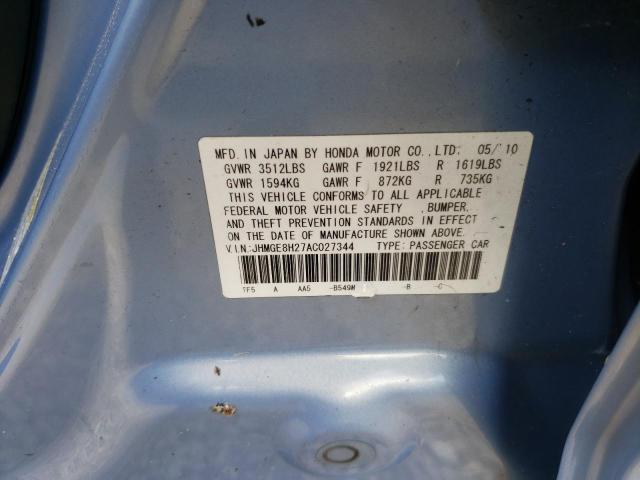 MFD. IN JAPAN BY HONDA MOTOR CO., LTD. 05/10
GVWR 3512LBS GAWR F 1921LBS R 1619LBS
GVWR 1594KG GAWR F 872KG R 735KG
THIS VEHICLE CONFORMS TO ALL APPLICABLE
FEDERAL MOTOR VEHICLE SAFETY , BUMPER,
AND THEFT PREVENTION STANDARDS IN EFFECT
ON THE DATE OF MANUFACTURE SHOWN ABOVE.
V.I.N:JHMGE8H27AC027344 TYPE: PASSENGER CAR
TF5 A AA5 -B549M -B -C